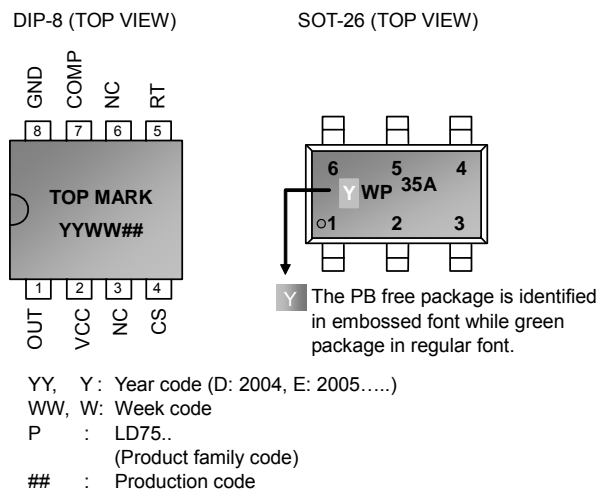 DIP-8 (TOP VIEW)
SOT-26 (TOP VIEW)
GND COMP NC RT
8 7 6 5
TOP MARK
YYWW##
1 2 3 4
OUT VCC NC CS
6 5 4
Y WP 35A
1 2 3
Y The PB free package is identified
in embossed font while green
package in regular font.
YY, Y : Year code (D: 2004, E: 2005.....)
WW, W: Week code
P : LD75..
(Product family code)
## : Production code